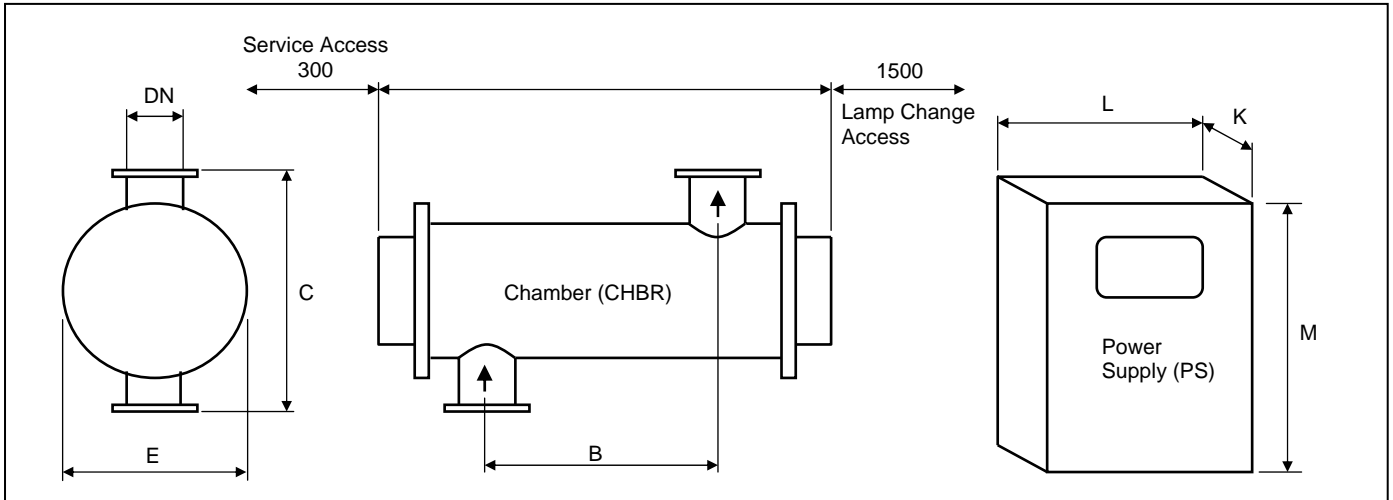 Service Access
300
1500
DN
Lamp Change
Access
L
K
C
Chamber (CHBR)
Power
Supply (PS)
M
E
B